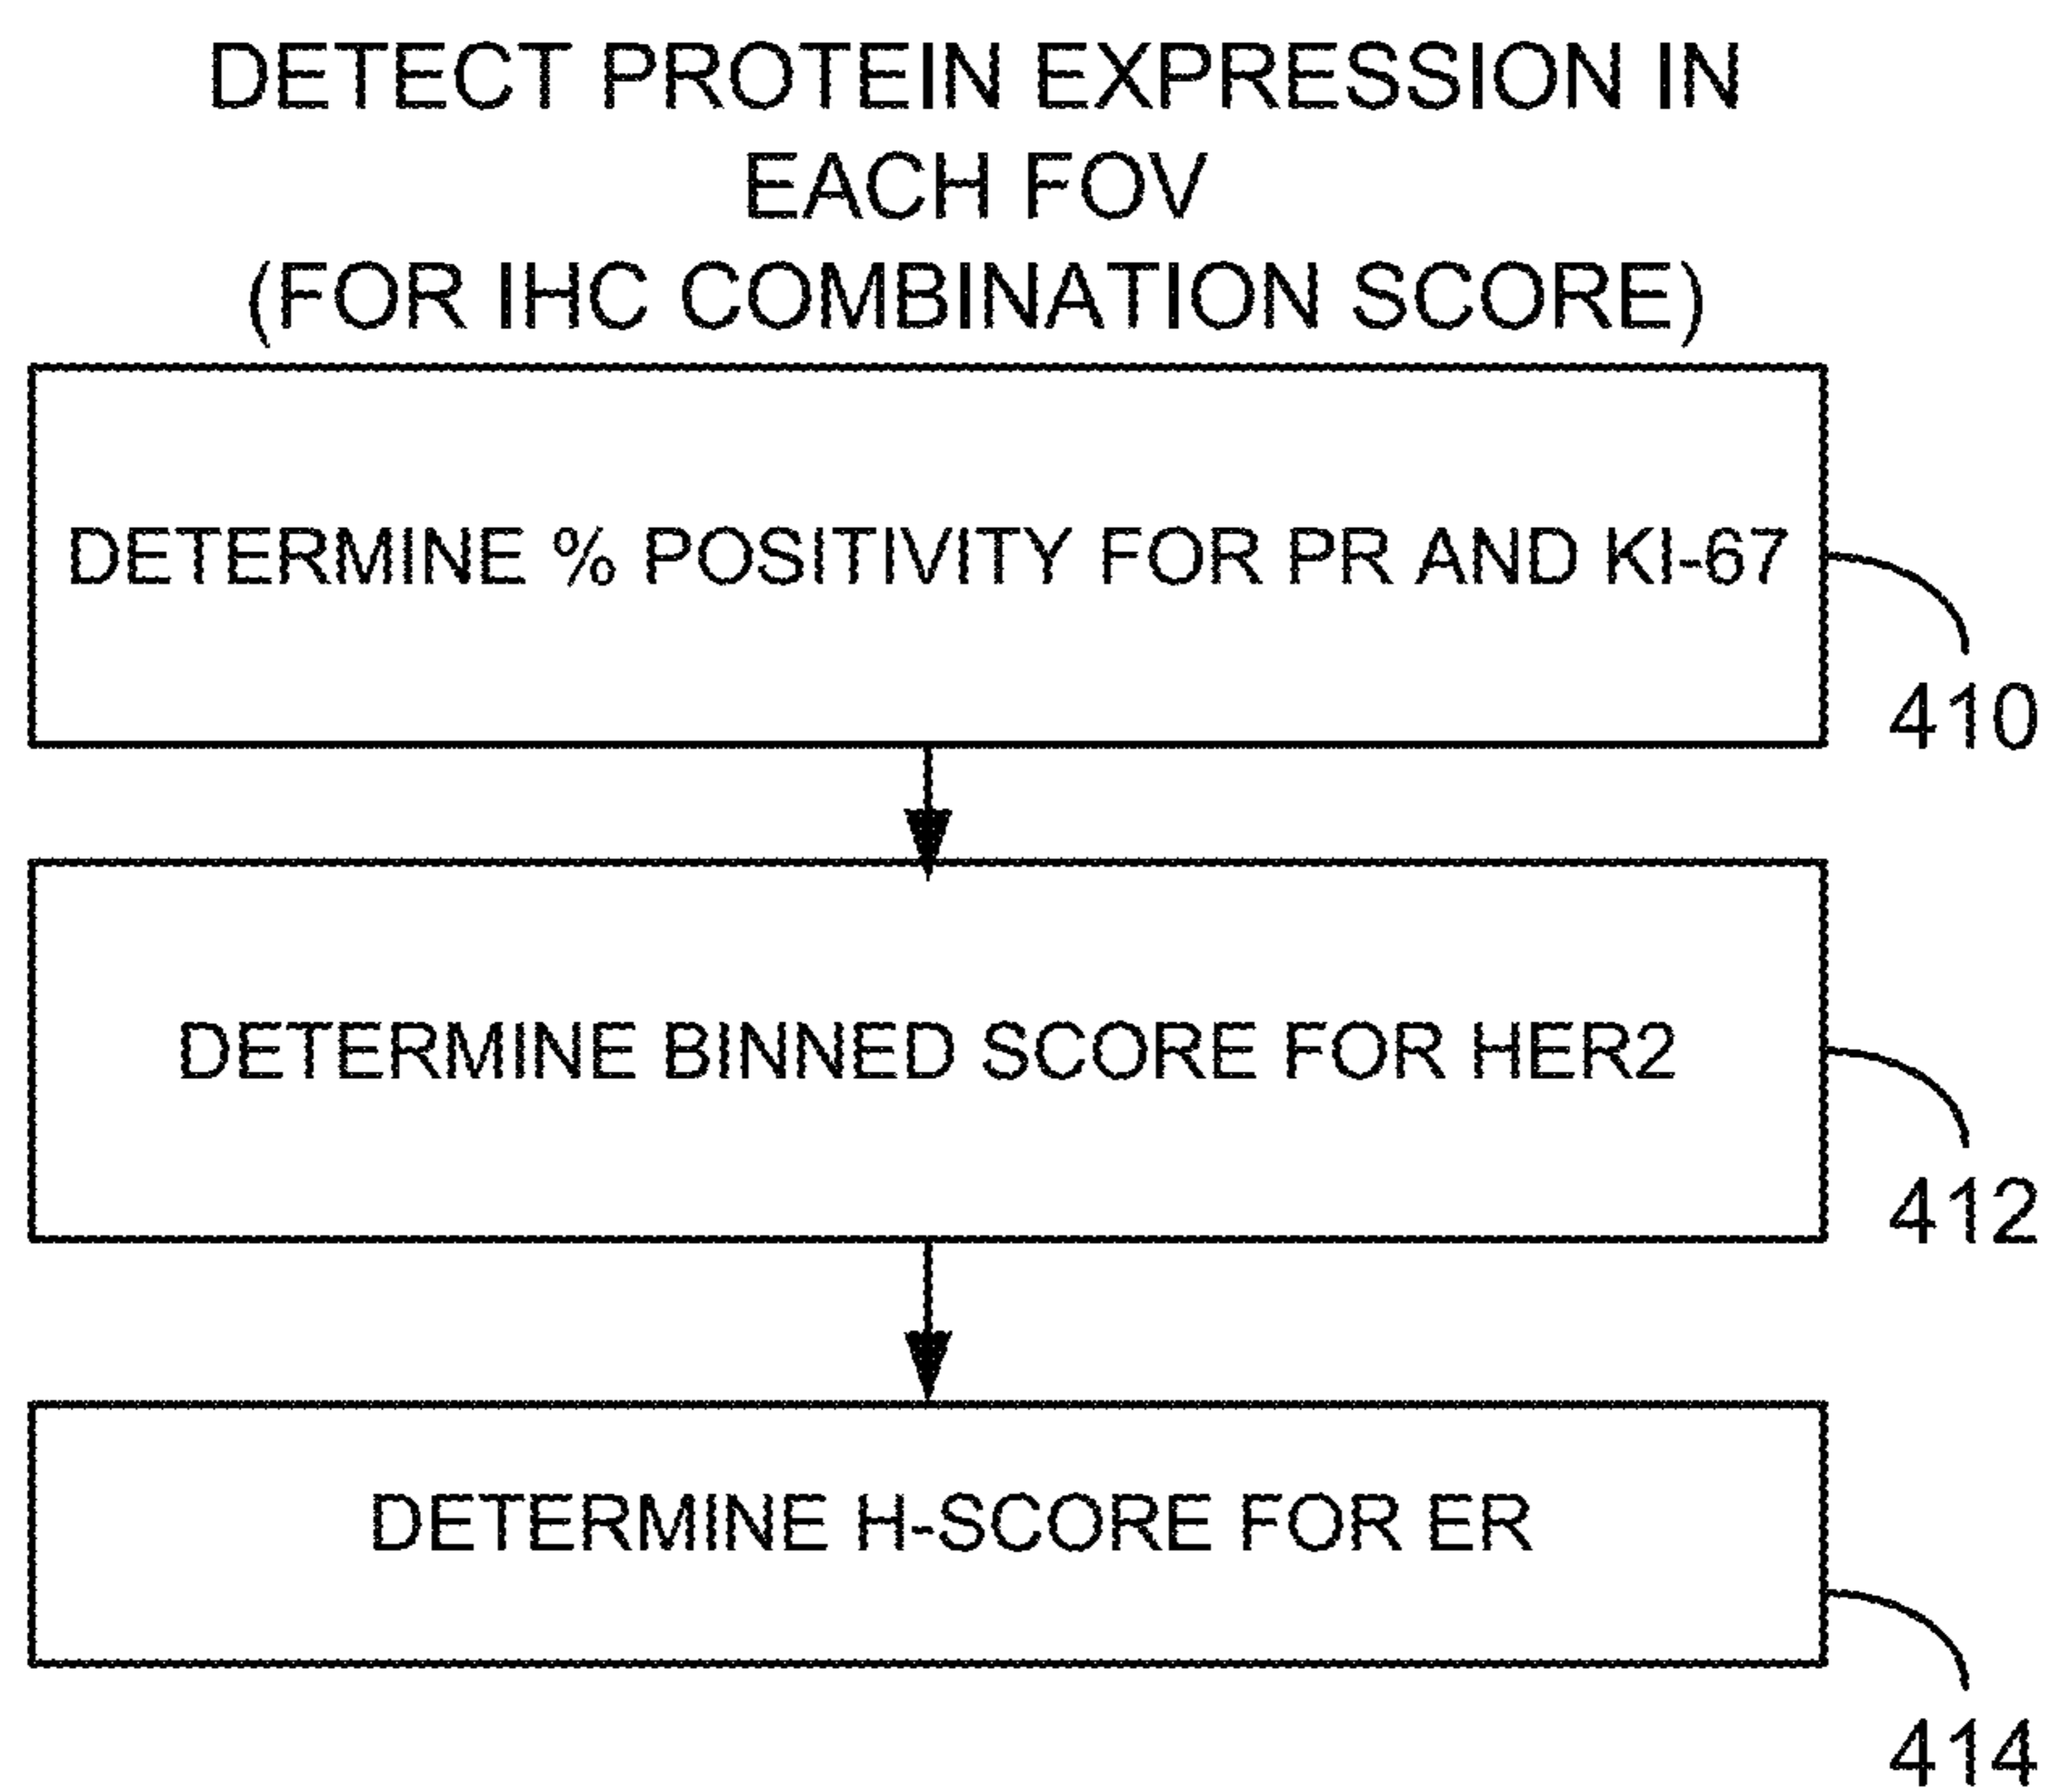 DETECT PROTEIN EXPRESSION IN
EACH FOV
(FOR IHC COMBINATION SCORE)
DETERMINE % POSITIVITY FOR PR AND KI-67
410
DETERMINE BINNED SCORE FOR HER2
412
DETERMINE H-SCORE FOR ER
414